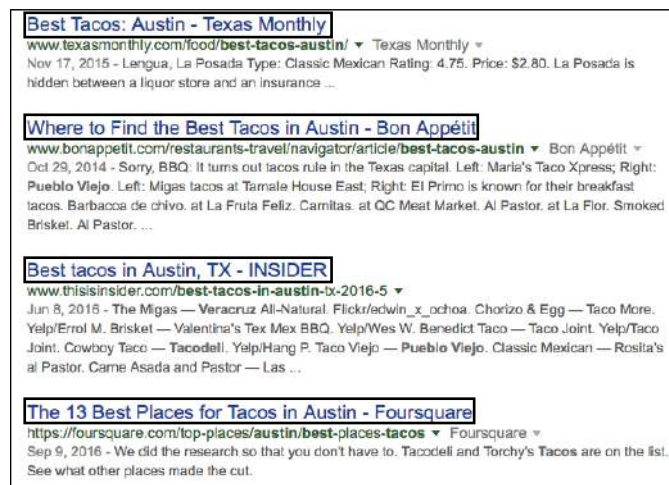 Best Tacos: Austin - Texas Monthly
www.texasmonthly.com/food/best-tacos-austin/ ▾ Texas Monthly ▾
Nov 17, 2015 - Lengua, La Posada Type: Classic Mexican Rating: 4.75. Price: $2.80. La Posada is
hidden between a liquor store and an insurance ...
Where to Find the Best Tacos in Austin - Bon Appétit
www.bonappetit.com/restaurants-travel/navigator/article/best-tacos-austin ▾ Bon Appétit ▾
Oct 29, 2014 - Sorry, BBQ: It turns out tacos rule in the Texas capital. Left: Maria's Taco Xpress; Right:
Pueblo Viejo. Left: Migas tacos at Tamale House East; Right: El Primo is known for their breakfast
tacos. Barbacoa de chivo. at La Fruta Feliz. Carnitas. at QC Meat Market. Al Pastor. at La Flor. Smoked
Brisket. Al Pastor. ...
Best tacos in Austin, TX - INSIDER
www.thisisinsider.com/best-tacos-in-austin-tx-2016-5 ▾
Jun 8, 2016 - The Migas — Veracruz All-Natural. Flickr/edwin_x_ochoa. Chorizo & Egg — Taco More.
Yelp/Errol M. Brisket — Valentina's Tex Mex BBQ. Yelp/Wes W. Benedict Taco — Taco Joint. Yelp/Taco
Joint. Cowboy Taco — Tacodeli. Yelp/Hang P. Taco Viejo — Pueblo Viejo. Classic Mexican — Rosita's
al Pastor. Carne Asada and Pastor — Las ...
The 13 Best Places for Tacos in Austin - Foursquare
https://foursquare.com/top-places/austin/best-places-tacos ▾ Foursquare ▾
Sep 9, 2016 - We did the research so that you don't have to. Tacodeli and Torchy's Tacos are on the list.
See what other places made the cut.